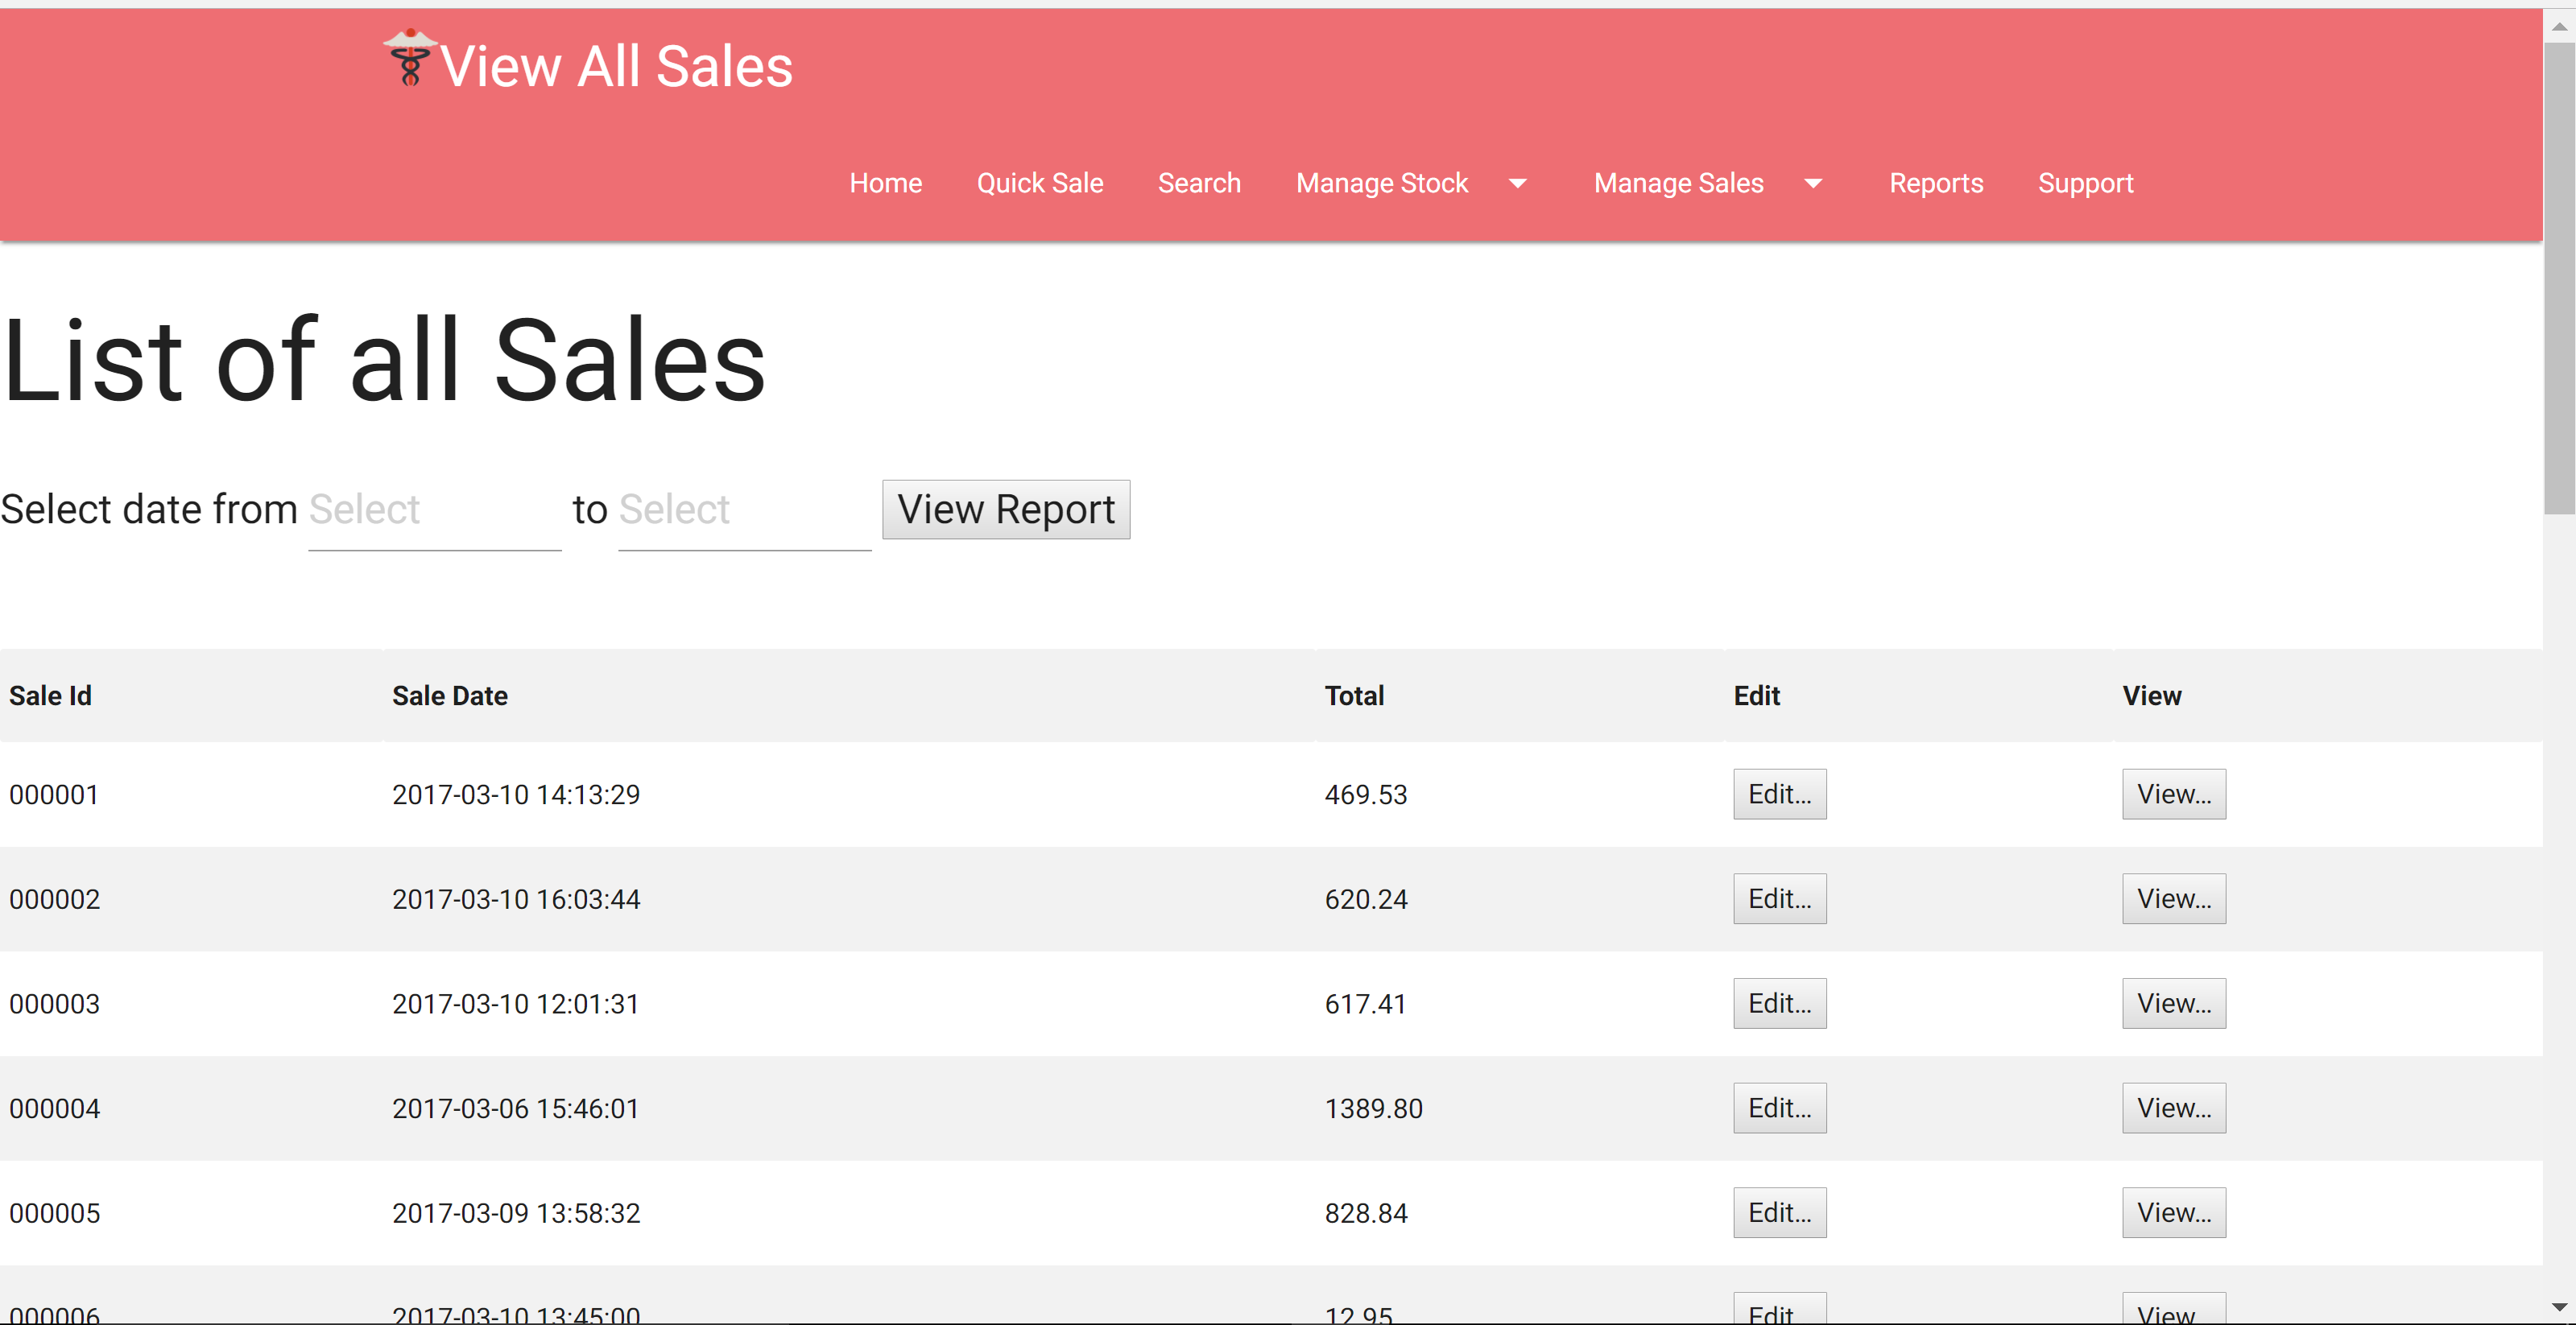 View All Sales
Home Quick Sale Search Manage Stock Manage Sales Reports Support
List of all Sales
Select date from Select to Select View Report
Sale Id Sale Date Total Edit View
000001 2017-03-10 14:13:29 469.53 Edit... View...
000002 2017-03-10 16:03:44 620.24 Edit... View...
000003 2017-03-10 12:01:31 617.41 Edit... View...
000004 2017-03-06 15:46:01 1389.80 Edit... View...
000005 2017-03-09 13:58:32 828.84 Edit... View...
000006 2017-03-10 13:45:00 12.95 Edit... View...